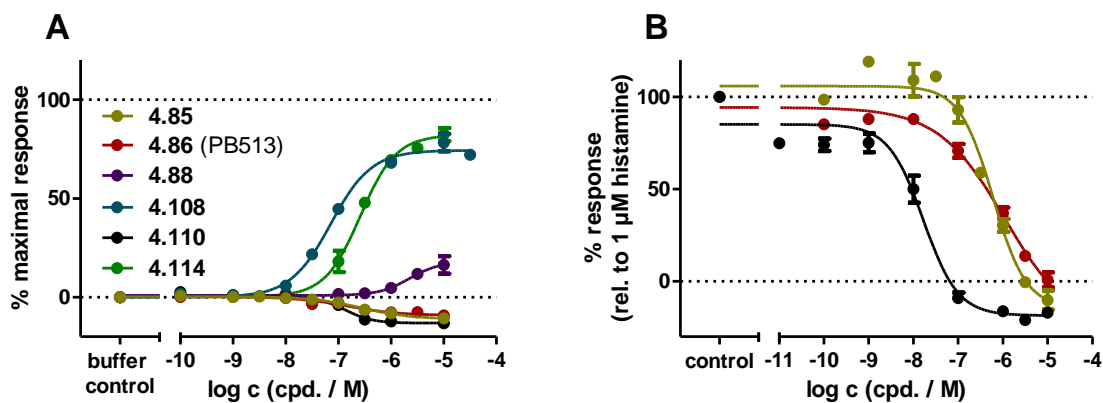 A
% maximal response
100
50
0
4.85
4.86 (PB513)
4.88
4.108
4.110
4.114
buffer
control
-10 -9 -8 -7 -6 -5 -4
log c (cpd. / M)
B
% response
(rel. to 1 µM histamine)
100
50
0
control
-11 -10 -9 -8 -7 -6 -5 -4
log c (cpd. / M)